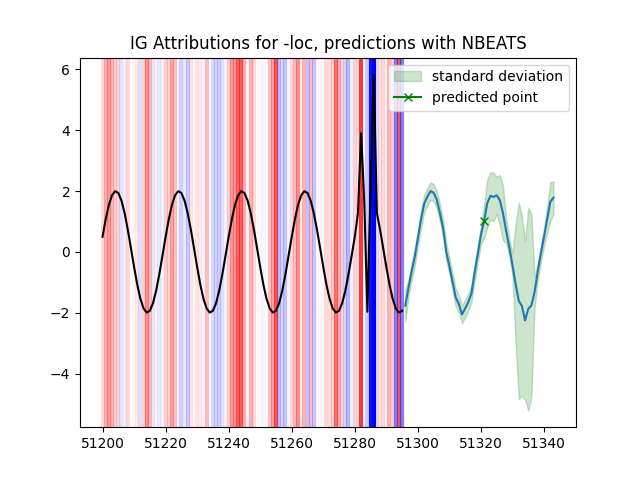 IG Attributions for -loc, predictions with NBEATS
standard deviation
predicted point
6
4
2
0
−2
−4
51200 51220 51240 51260 51280 51300 51320 51340